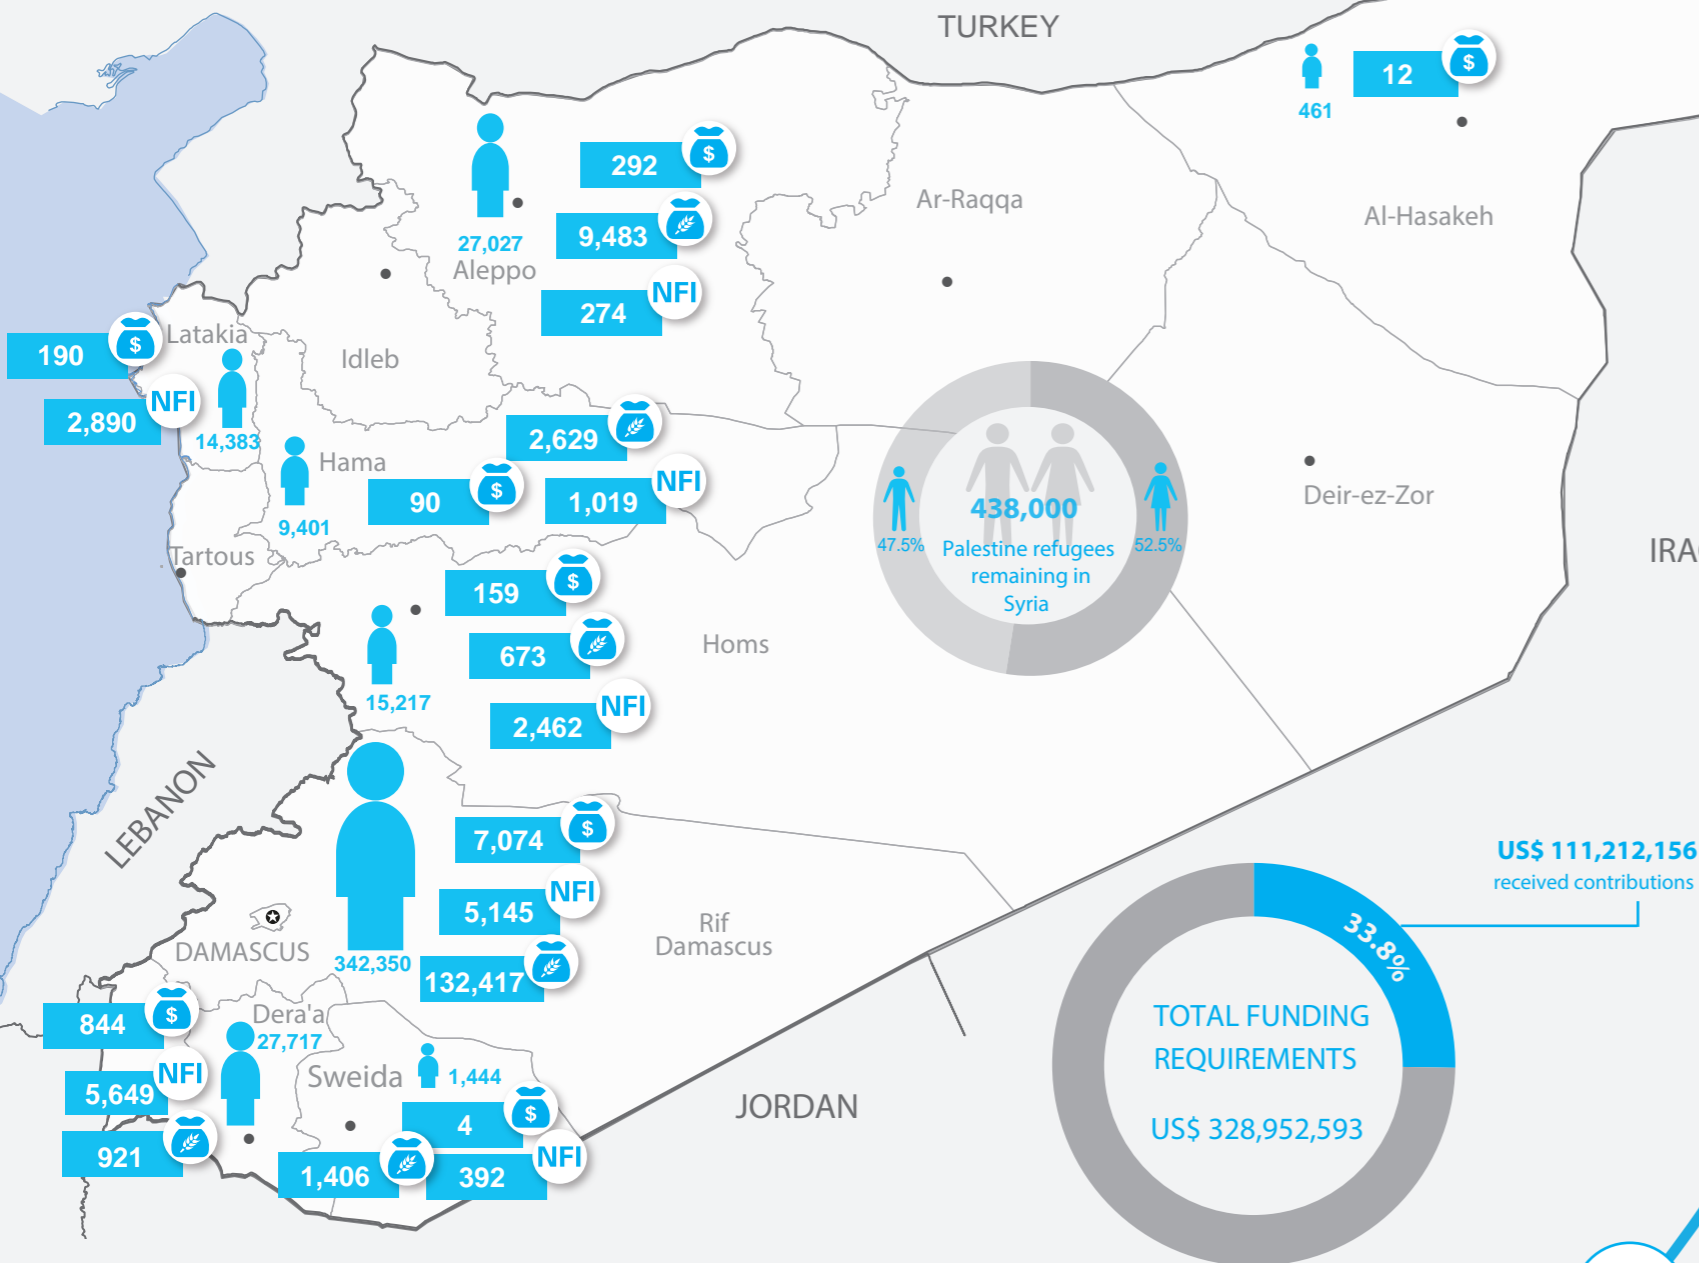 TURKEY
461
12
$
292
$
9,483
27,027
Aleppo
274
NFI
Ar-Raqqa
Al-Hasakeh
Latakia
190
$
2,890
NFI
14,383
Idleb
2,629
Hama
90
$
1,019
NFI
9,401
Tartous
438,000
Palestine refugees
remaining in
Syria
47.5%
52.5%
Deir-ez-Zor
159
$
673
Homs
15,217
2,462
NFI
LEBANON
7,074
$
5,145
NFI
132,417
342,350
DAMASCUS
Rif
Damascus
US$ 111,212,156
received contributions
33.8%
TOTAL FUNDING
REQUIREMENTS
US$ 328,952,593
844
$
Dera'a
27,717
5,649
NFI
921
Sweida
1,444
4
$
1,406
392
NFI
JORDAN